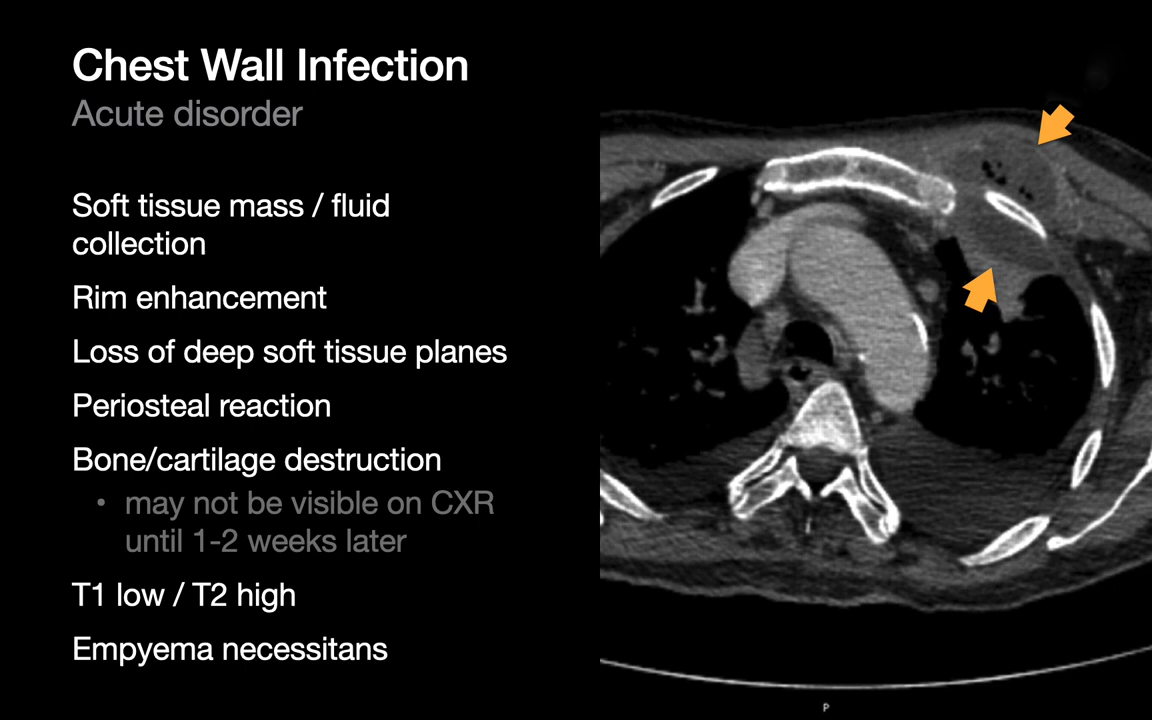 Chest Wall Infection
Acute disorder
Soft tissue mass / fluid
collection
Rim enhancement
Loss of deep soft tissue planes
Periosteal reaction
Bone/cartilage destruction
• may not be visible on CXR
until 1-2 weeks later
T1 low / T2 high
Empyema necessitans
P